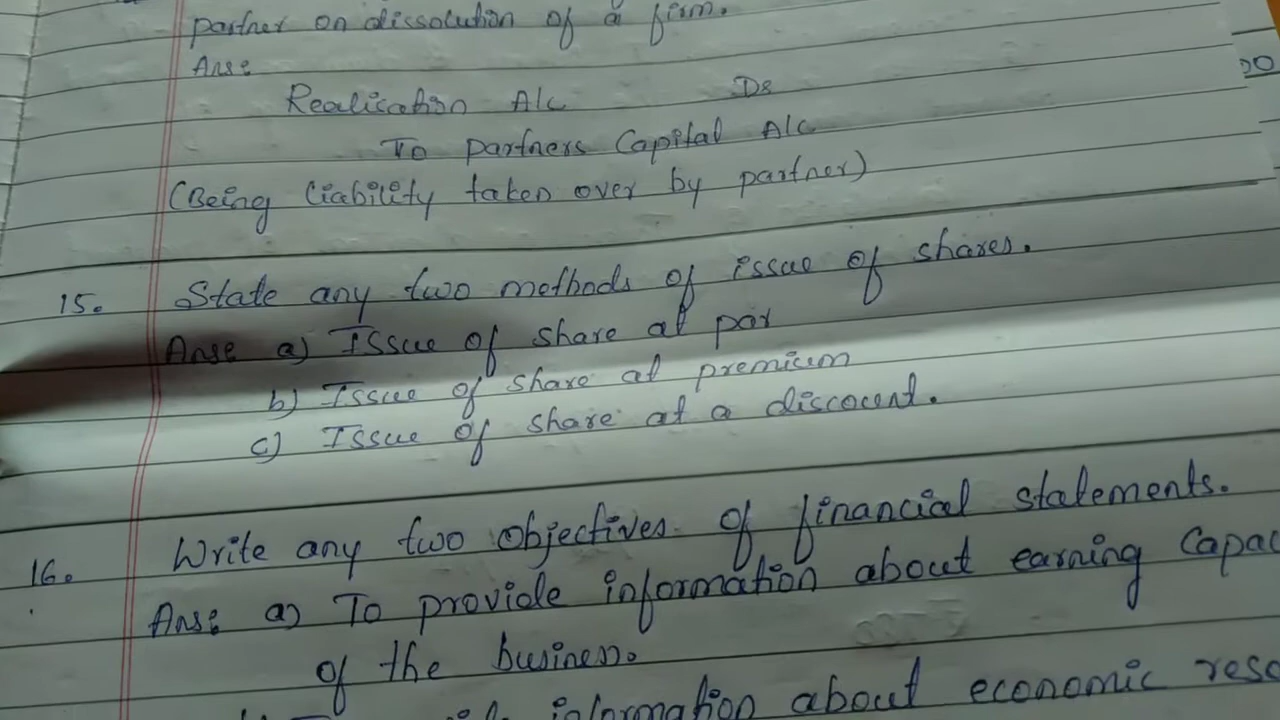 partner on dissolution of a firm.
Ans:
Realisation A/c Dr
To Partners Capital A/c
(Being liability taken over by partner)
15. State any two methods of issue of shares.
Ans: a) Issue of share at par
b) Issue of share at premium
c) Issue of share at a discount.
16. Write any two objectives of financial statements.
Ans: a) To provide information about earning Capac
of the business.
information about economic reso